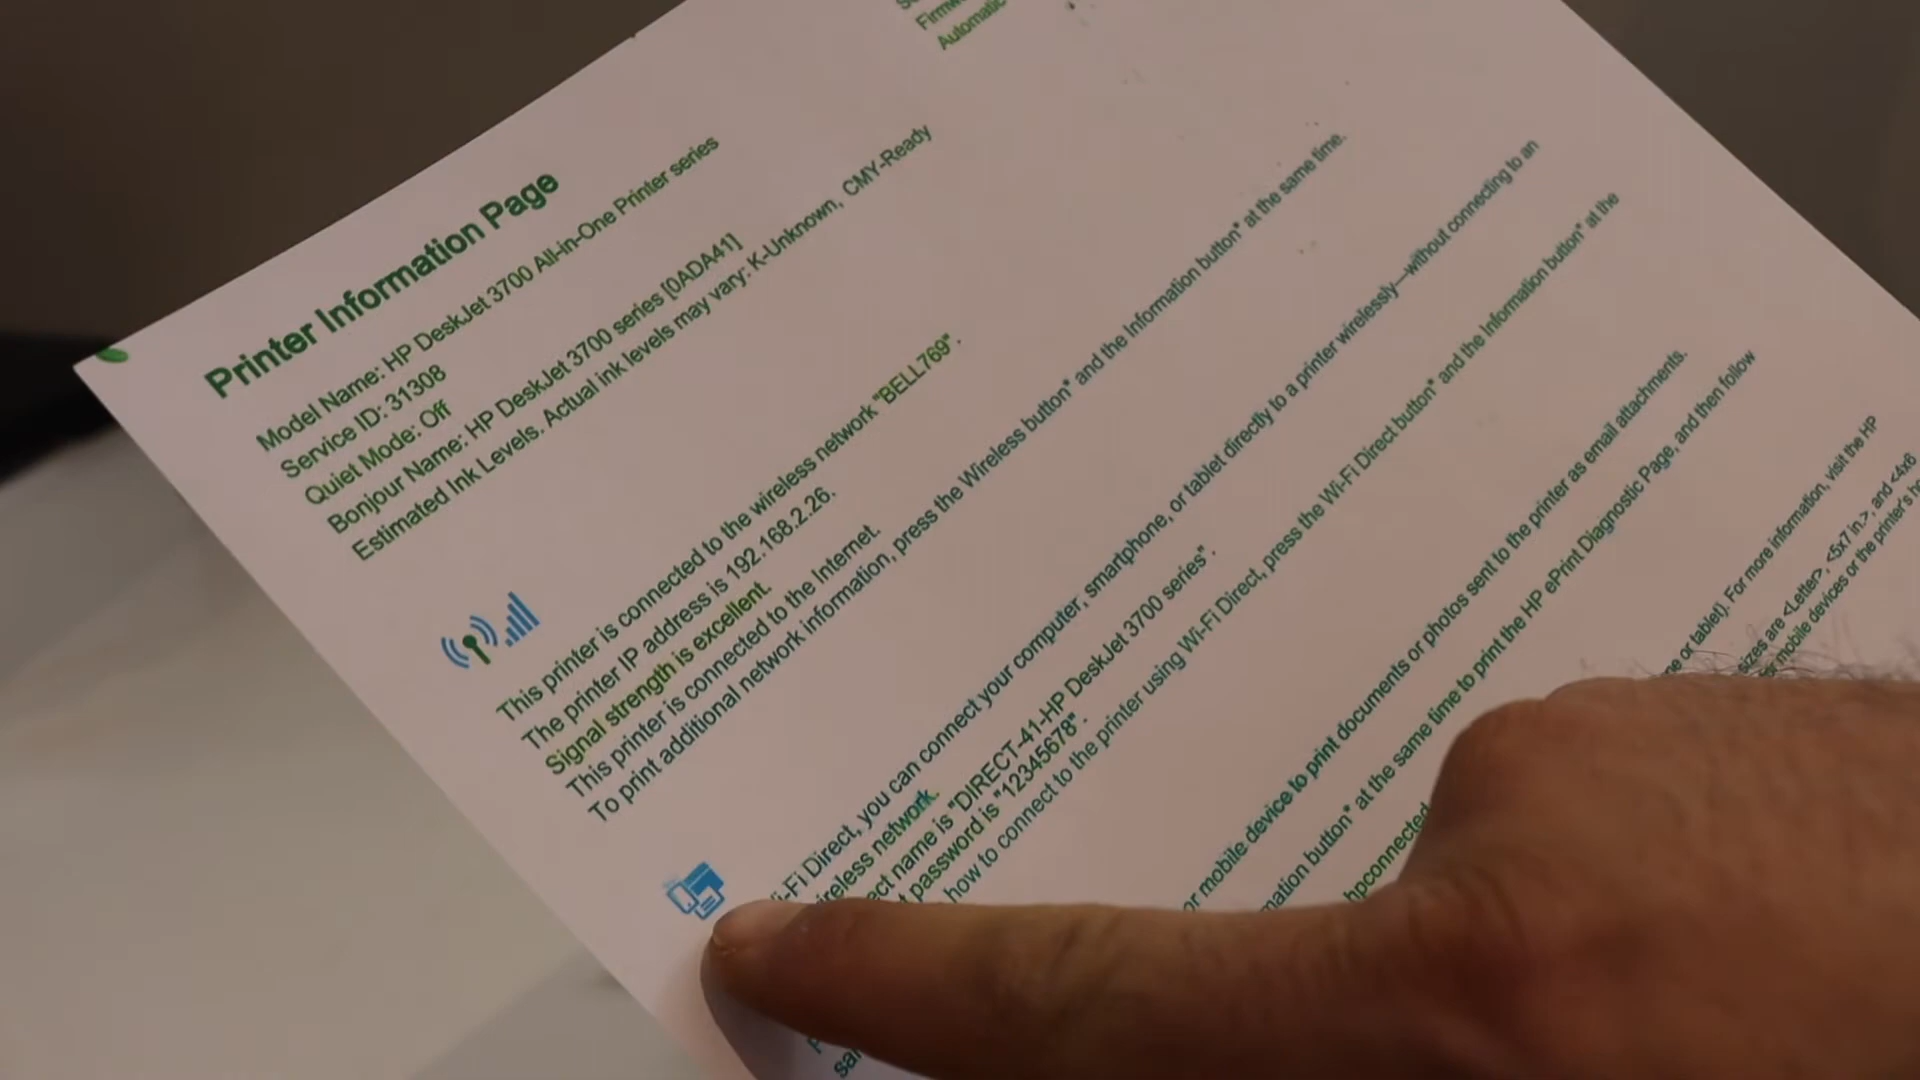 Firmw
Automatic
Printer Information Page
Model Name: HP DeskJet 3700 All-in-One Printer series
Service ID: 31308
Quiet Mode: Off
Bonjour Name: HP DeskJet 3700 series [0ADA41]
Estimated Ink Levels. Actual ink levels may vary: K-Unknown, CMY-Ready
This printer is connected to the wireless network "BELL769".
The printer IP address is 192.168.2.26.
Signal strength is excellent.
This printer is connected to the Internet.
To print additional network information, press the Wireless button* and the Information button* at the same time.
i-Fi Direct, you can connect your computer, smartphone, or tablet directly to a printer wirelessly—without connecting to an
ireless network.
ect name is "DIRECT-41-HP DeskJet 3700 series".
t password is "12345678".
how to connect to the printer using Wi-Fi Direct, press the Wi-Fi Direct button* and the Information button* at the
sa
or mobile device to print documents or photos sent to the printer as email attachments.
mation button* at the same time to print the HP ePrint Diagnostic Page, and then follow
hpconnected
ne or tablet). For more information, visit the HP
sizes are <Letter>, <5x7 in.>, and <4x6
mobile devices or the printer's ho